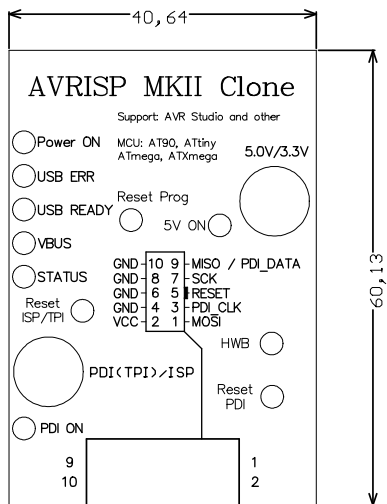 40,64
AVRISP MKII Clone
Support: AVR Studio and other
Power ON
MCU: AT90, ATtiny
ATmega, ATXmega
5.0V/3.3V
USB ERR
USB READY
Reset Prog
5V ON
VBUS
STATUS
GND 10 9 MISO / PDI_DATA
GND 8 7 SCK
GND 6 5 RESET
GND 4 3 PDI_CLK
VCC 2 1 MOSI
Reset
ISP/TPI
60,13
HWB
PDI(TPI)/ISP
Reset
PDI
PDI ON
9 1
10 2